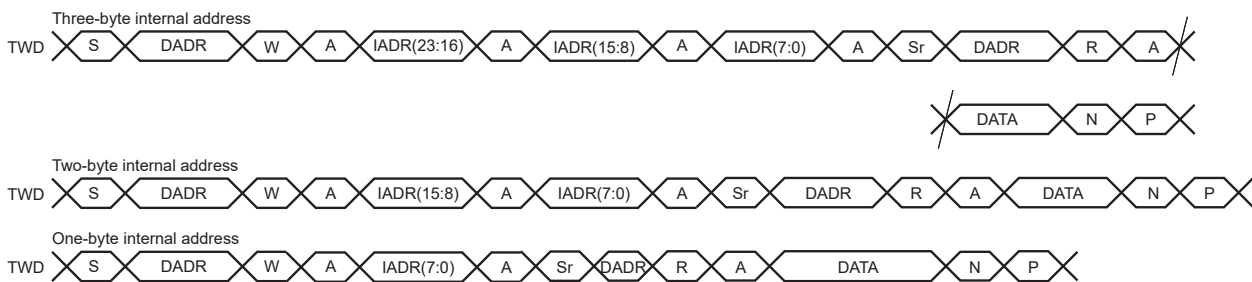 Three-byte internal address
TWD S DADR W A IADR(23:16) A IADR(15:8) A IADR(7:0) A Sr DADR R A
DATA N P
Two-byte internal address
TWD S DADR W A IADR(15:8) A IADR(7:0) A Sr DADR R A DATA N P
One-byte internal address
TWD S DADR W A IADR(7:0) A Sr DADR R A DATA N P